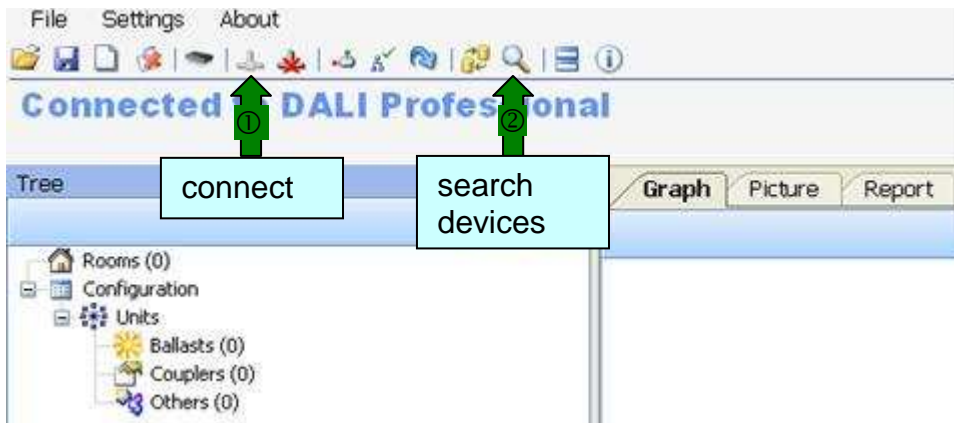 File Settings About
Connected to DALI Professional
① ②
connect
search
devices
Tree
Graph Picture Report
Rooms (0)
Configuration
Units
Ballasts (0)
Couplers (0)
Others (0)